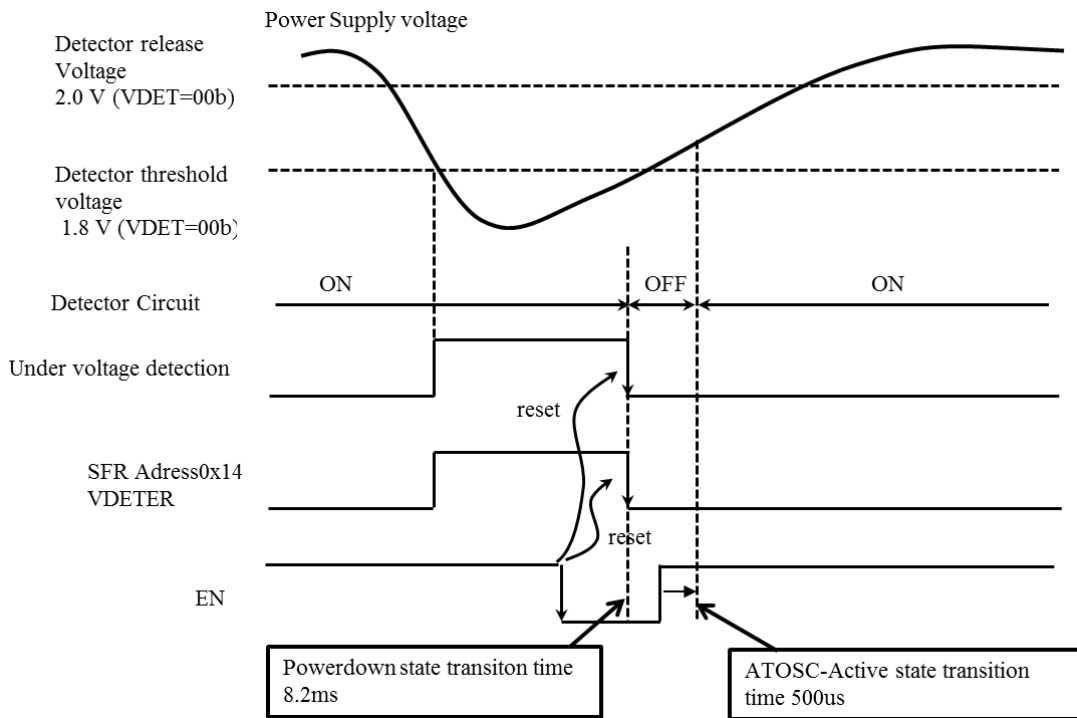 Power Supply voltage
Detector release
Voltage
2.0 V (VDET=00b)
Detector threshold
voltage
1.8 V (VDET=00b)
ON
OFF
ON
Detector Circuit
Under voltage detection
reset
SFR Adress0x14
VDETER
reset
EN
Powerdown state transiton time
8.2ms
ATOSC-Active state transition
time 500us